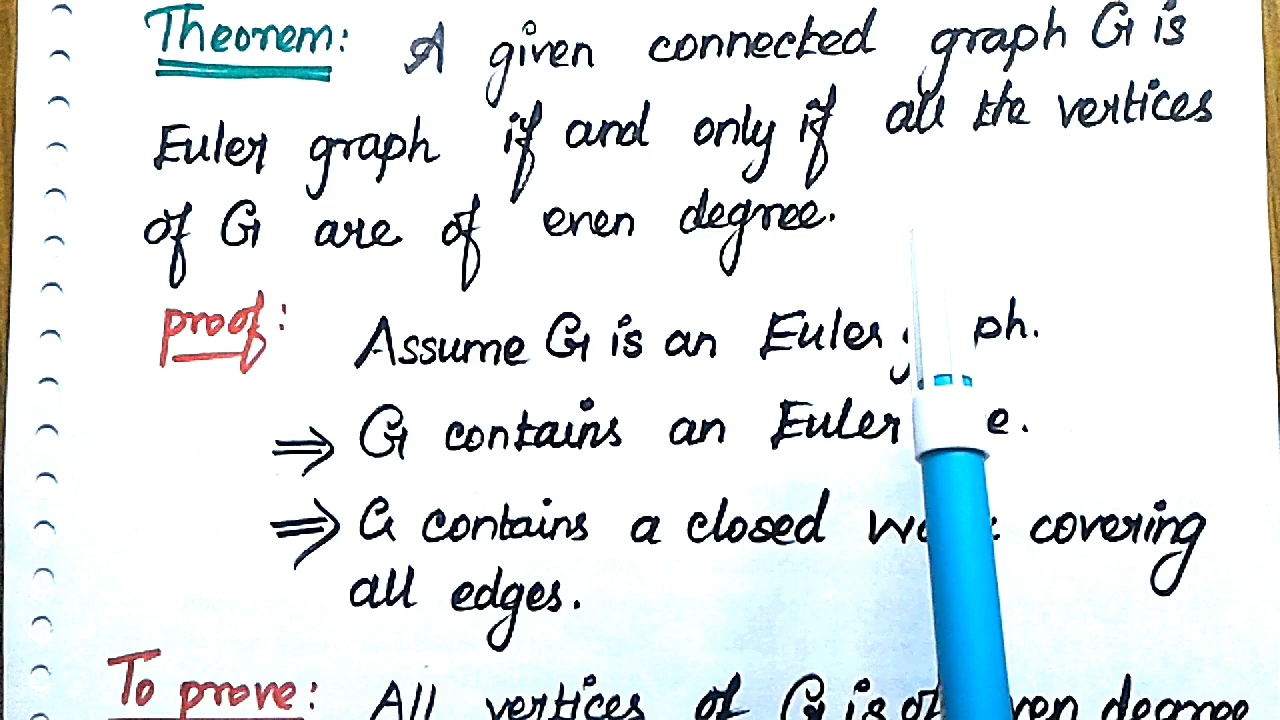 Theorem: A given connected graph G is
Euler graph if and only if all the vertices
of G are of even degree.
proof: Assume G is an Euler ph.
⇒ G contains an Euler e.
⇒ G contains a closed covering
all edges.
To prove: All vertices of G is of degree